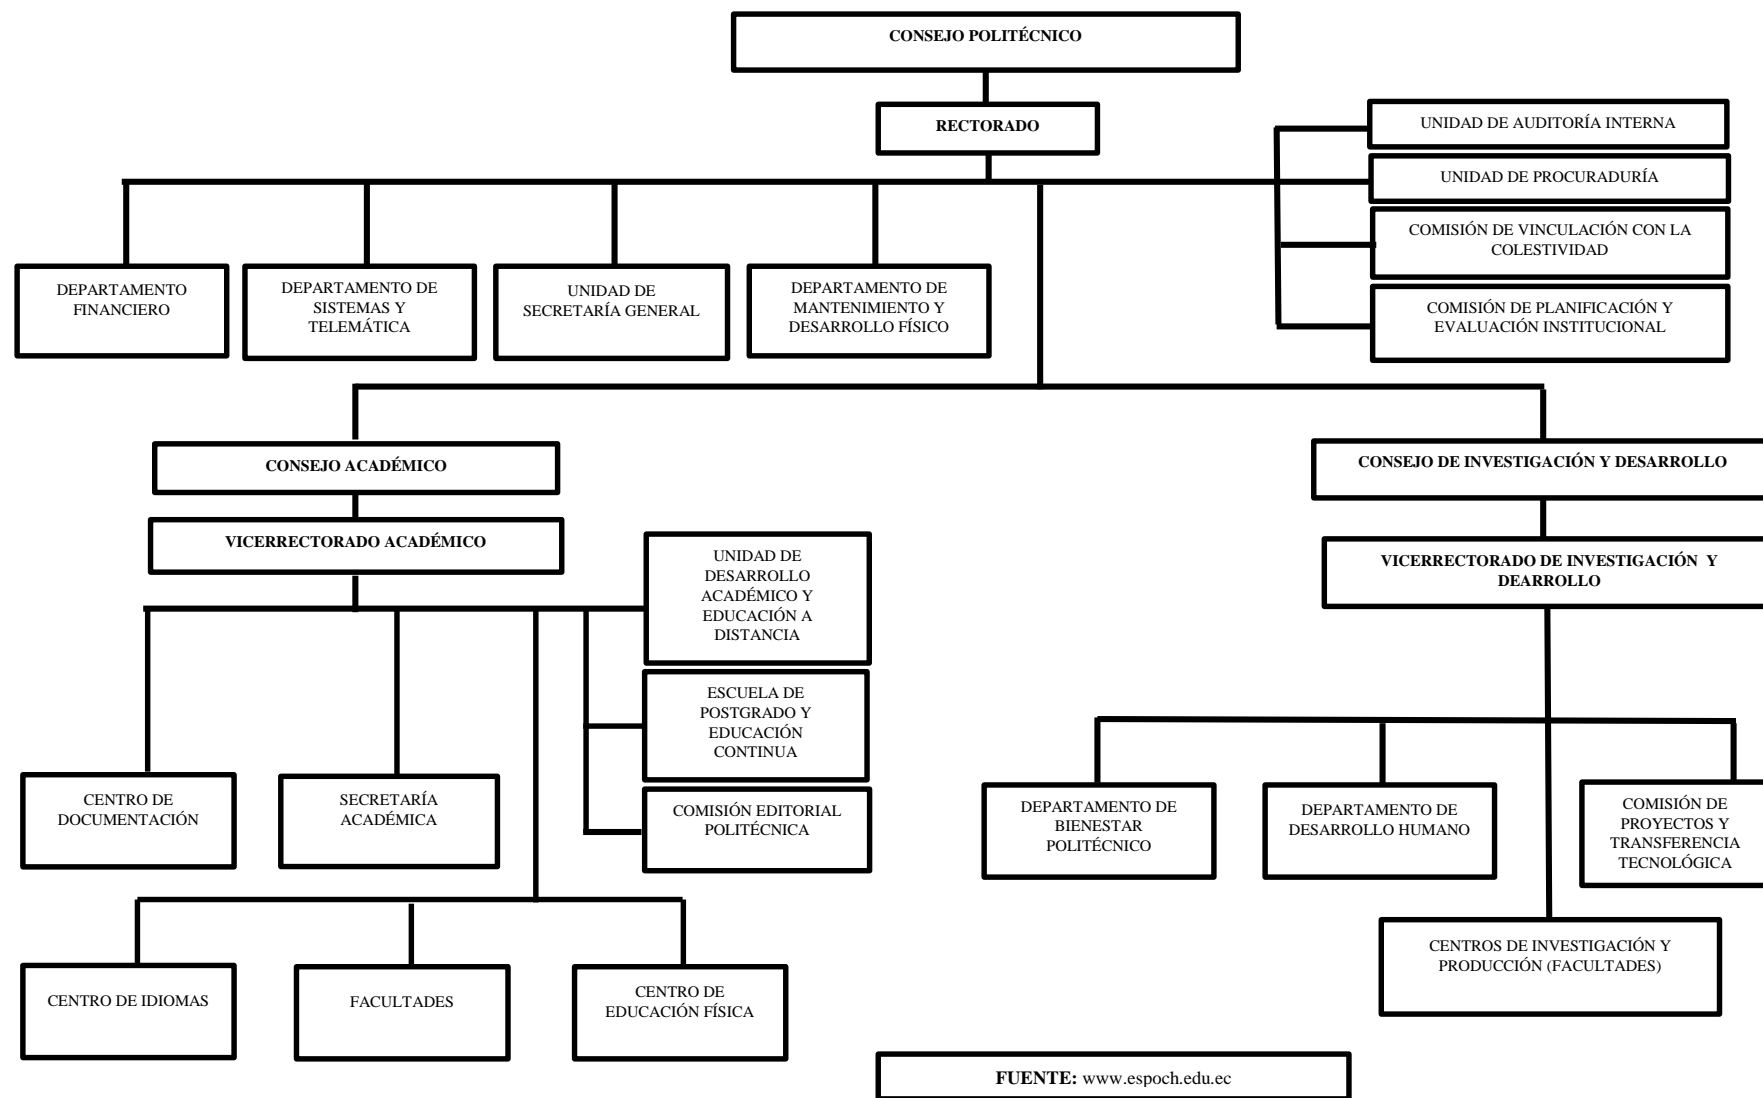 CONSEJO POLITÉCNICO
RECTORADO
UNIDAD DE AUDITORÍA INTERNA
UNIDAD DE PROCURADURÍA
COMISIÓN DE VINCULACIÓN CON LA
COLESTIVIDAD
COMISIÓN DE PLANIFICACIÓN Y
EVALUACIÓN INSTITUCIONAL
DEPARTAMENTO
FINANCIERO
DEPARTAMENTO DE
SISTEMAS Y
TELEMÁTICA
UNIDAD DE
SECRETARÍA GENERAL
DEPARTAMENTO DE
MANTENIMIENTO Y
DESARROLLO FÍSICO
CONSEJO ACADÉMICO
VICERRECTORADO ACADÉMICO
UNIDAD DE
DESARROLLO
ACADÉMICO Y
EDUCACIÓN A
DISTANCIA
ESCUELA DE
POSTGRADO Y
EDUCACIÓN
CONTINUA
COMISIÓN EDITORIAL
POLITÉCNICA
CENTRO DE
DOCUMENTACIÓN
SECRETARÍA
ACADÉMICA
CENTRO DE IDIOMAS
FACULTADES
CENTRO DE
EDUCACIÓN FÍSICA
CONSEJO DE INVESTIGACIÓN Y DESARROLLO
VICERRECTORADO DE INVESTIGACIÓN Y
DEARROLLO
DEPARTAMENTO DE
BIENESTAR
POLITÉCNICO
DEPARTAMENTO DE
DESARROLLO HUMANO
COMISIÓN DE
PROYECTOS Y
TRANSFERENCIA
TECNOLÓGICA
CENTROS DE INVESTIGACIÓN Y
PRODUCCIÓN (FACULTADES)
FUENTE: www.espoch.edu.ec